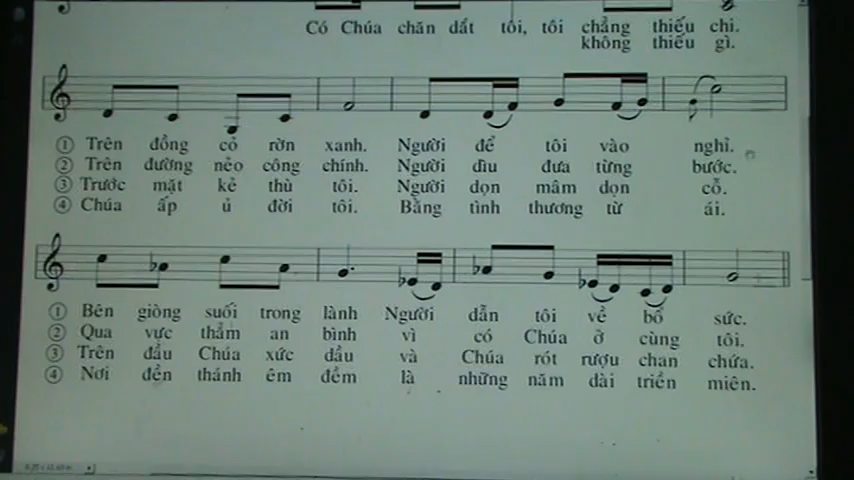 Có Chúa chăn dắt tôi, tôi chẳng thiếu chi.
không thiếu gì.
① Trên đồng cỏ rờn xanh. Người để tôi vào nghỉ.
② Trên đường nẻo công chính. Người dìu đưa từng bước.
③ Trước mặt kẻ thù tôi. Người dọn mâm dọn cỗ.
④ Chúa ấp ủ đời tôi. Bằng tình thương từ ái.
① Bên giòng suối trong lành Người dẫn tôi về bổ sức.
② Qua vực thẳm an bình vì có Chúa ở cùng tôi.
③ Trên đầu Chúa xức dầu và Chúa rót rượu chan chứa.
④ Nơi đền thánh êm đềm là những năm dài triền miên.